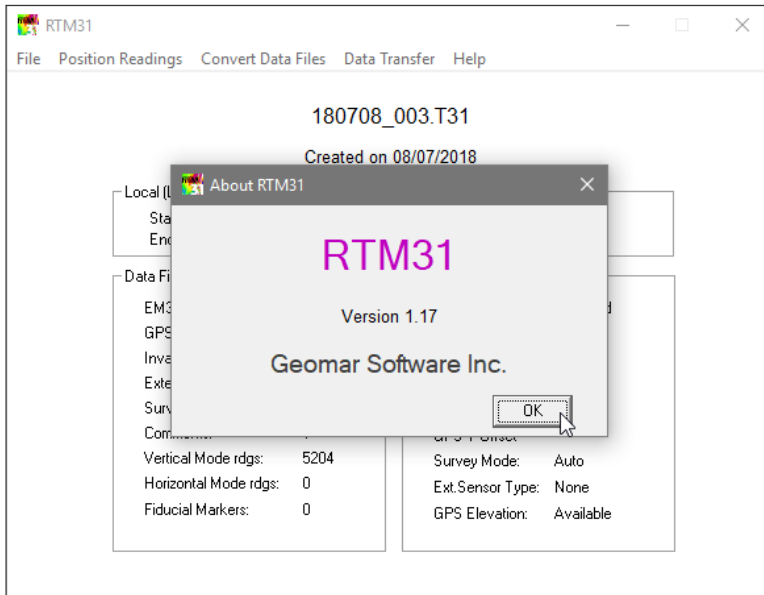 RTM31
File Position Readings Convert Data Files Data Transfer Help
180708_003.T31
Created on 08/07/2018
About RTM31
Local
RTM31
Version 1.17
Geomar Software Inc.
OK
Vertical Mode rdgs: 5204
Horizontal Mode rdgs: 0
Fiducial Markers: 0
Survey Mode: Auto
Ext.Sensor Type: None
GPS Elevation: Available